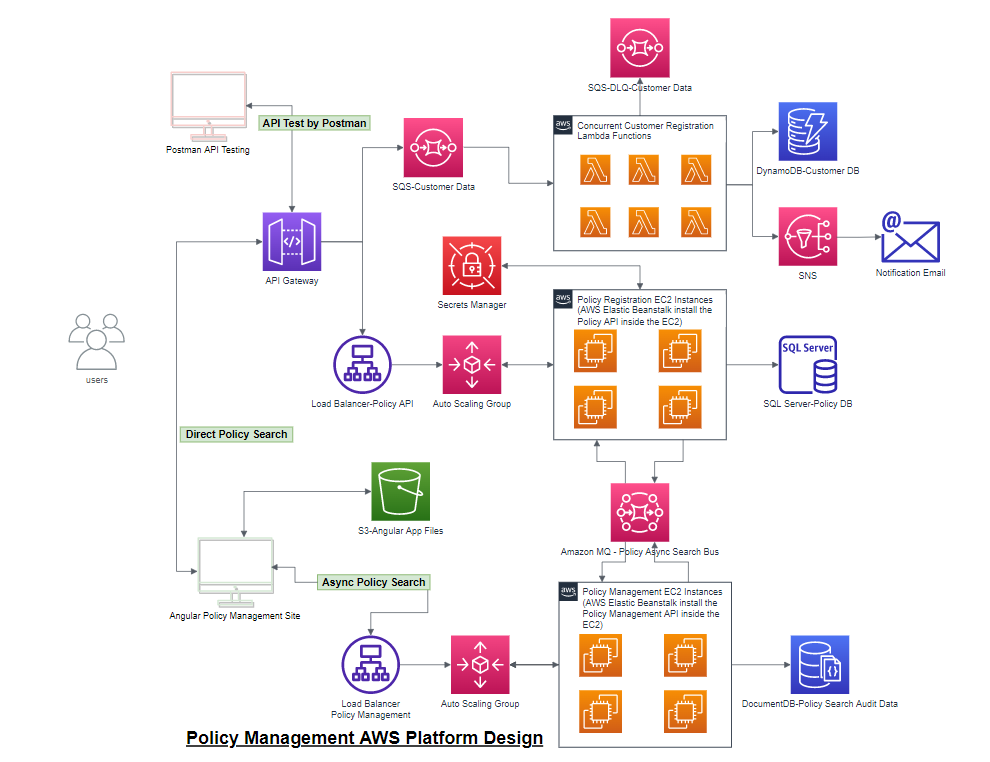 SQS-DLQ-Customer Data
aws
Concurrent Customer Registration
Lambda Functions
API Test by Postman
Postman API Testing
SQS-Customer Data
DynamoDB-Customer DB
@
SNS
Notification Email
</>
API Gateway
Secrets Manager
aws
Policy Registration EC2 Instances
(AWS Elastic Beanstalk install the
Policy API inside the EC2)
users
SQL Server
Load Balancer-Policy API
Auto Scaling Group
SQL Server-Policy DB
Direct Policy Search
S3-Angular App Files
Amazon MQ - Policy Async Search Bus
Async Policy Search
Angular Policy Management Site
aws
Policy Management EC2 Instances
(AWS Elastic Beanstalk install the
Policy Management API inside the
EC2)
{}
Load Balancer
Policy Management
Auto Scaling Group
DocumentDB-Policy Search Audit Data
Policy Management AWS Platform Design